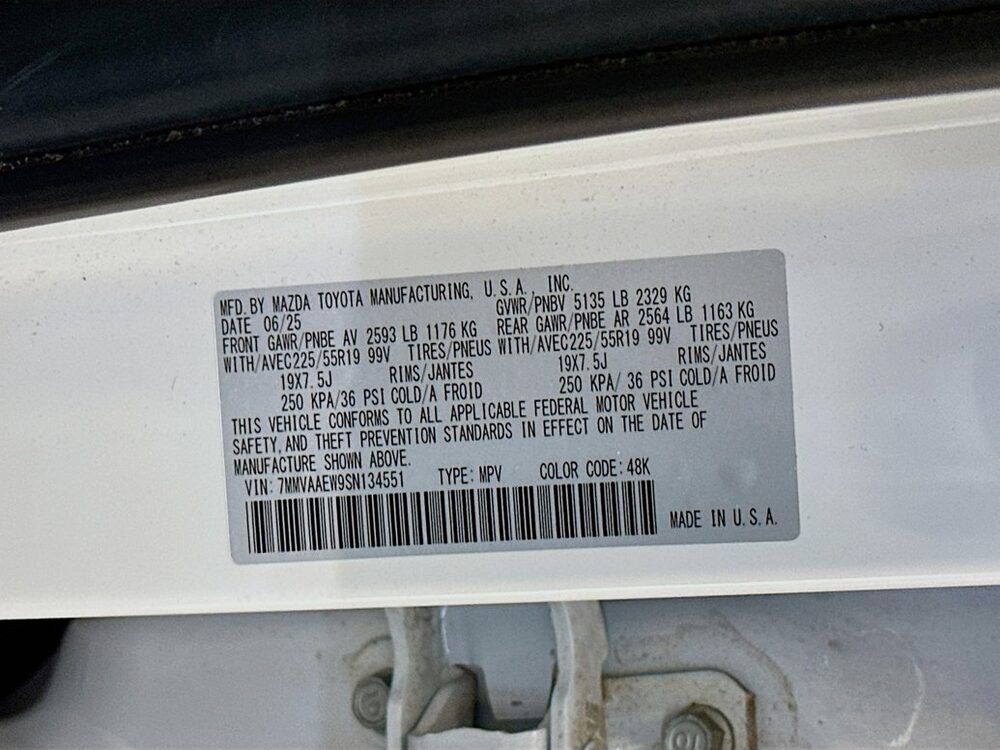 MFD. BY MAZDA TOYOTA MANUFACTURING, U.S.A., INC.
DATE 06/25 GVWR/PNBV 5135 LB 2329 KG
FRONT GAWR/PNBE AV 2593 LB 1176 KG REAR GAWR/PNBE AR 2564 LB 1163 KG
WITH/AVEC225/55R19 99V TIRES/PNEUS WITH/AVEC225/55R19 99V TIRES/PNEUS
19X7.5J RIMS/JANTES 19X7.5J RIMS/JANTES
250 KPA/36 PSI COLD/A FROID 250 KPA/ 36 PSI COLD/A FROID
THIS VEHICLE CONFORMS TO ALL APPLICABLE FEDERAL MOTOR VEHICLE
SAFETY, AND THEFT PREVENTION STANDARDS IN EFFECT ON THE DATE OF
MANUFACTURE SHOWN ABOVE.
VIN: 7MMVAAEW9SN134551 TYPE: MPV COLOR CODE: 48K
MADE IN U.S.A.